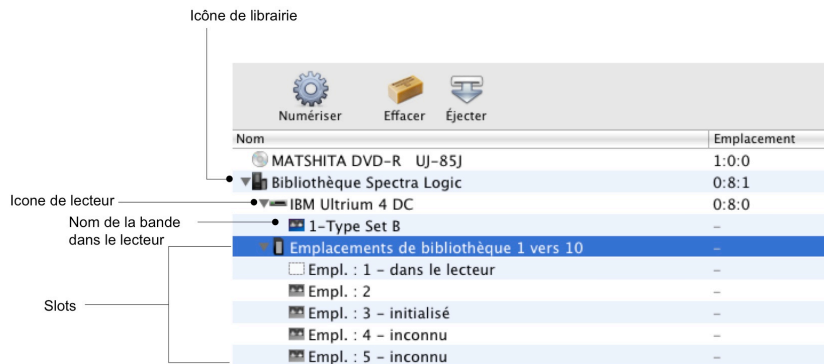 Icône de librairie
Numériser Effacer Éjecter
Nom Emplacement
MATSHITA DVD-R UJ-85J 1:0:0
Bibliothèque Spectra Logic 0:8:1
Icone de lecteur
IBM Ultrium 4 DC 0:8:0
Nom de la bande
dans le lecteur
1-Type Set B –
Emplacements de bibliothèque 1 vers 10 –
Empl. : 1 – dans le lecteur –
Slots
Empl. : 2 –
Empl. : 3 – initialisé –
Empl. : 4 – inconnu –
Empl. : 5 – inconnu –